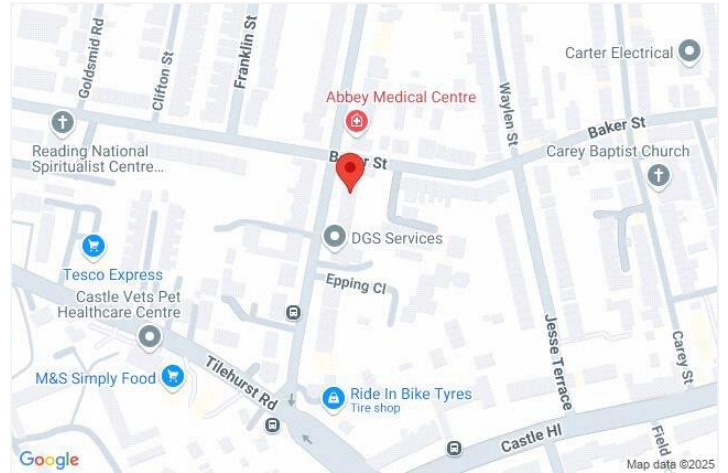 Goldsmid Rd
Clifton St
Franklin St
Carter Electrical
Waylen St
Abbey Medical Centre
Baker St
Baker St
Reading National
Spiritualist Centre...
Carey Baptist Church
DGS Services
Tesco Express
Epping Cl
Castle Vets Pet
Healthcare Centre
Jesse Terrace
Carey St
M&S Simply Food
Tilehurst Rd
Ride In Bike Tyres
Tire shop
Castle Hl
Field
Google
Map data ©2025